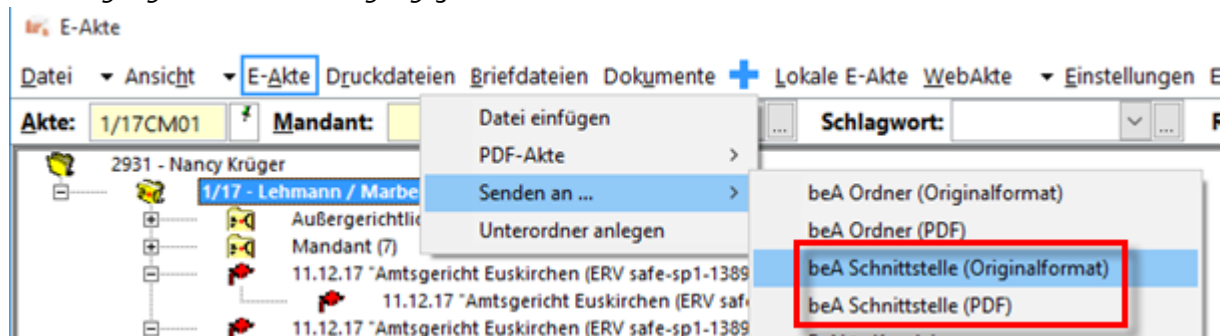 E-Akte
Datei Ansicht E-Akte Druckdateien Briefdateien Dokumente Lokale E-Akte WebAkte Einstellungen E
Akte: 1/17CM01 Mandant: ... Schlagwort: ...
Datei einfügen
PDF-Akte
Senden an ...
Unterordner anlegen
beA Ordner (Originalformat)
beA Ordner (PDF)
beA Schnittstelle (Originalformat)
beA Schnittstelle (PDF)
2931 - Nancy Krüger
1/17 - Lehmann / Marbe
Außergerichtlic
Mandant (7)
11.12.17 "Amtsgericht Euskirchen (ERV safe-sp1-1389
11.12.17 "Amtsgericht Euskirchen (ERV safe
11.12.17 "Amtsgericht Euskirchen (ERV safe-sp1-1389